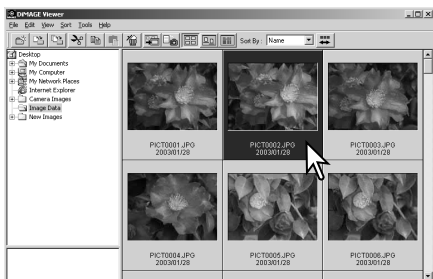 DiMAGE Viewer
File Edit View Sort Tools Help
Sort By : Name
Desktop
My Documents
My Computer
My Network Places
Internet Explorer
Camera Images
Image Data
New Images
PICT0001.JPG
2003/01/28
PICT0002.JPG
2003/01/28
PICT0003.JPG
2003/01/28
PICT0004.JPG
2003/01/28
PICT0005.JPG
2003/01/28
PICT0006.JPG
2003/01/28